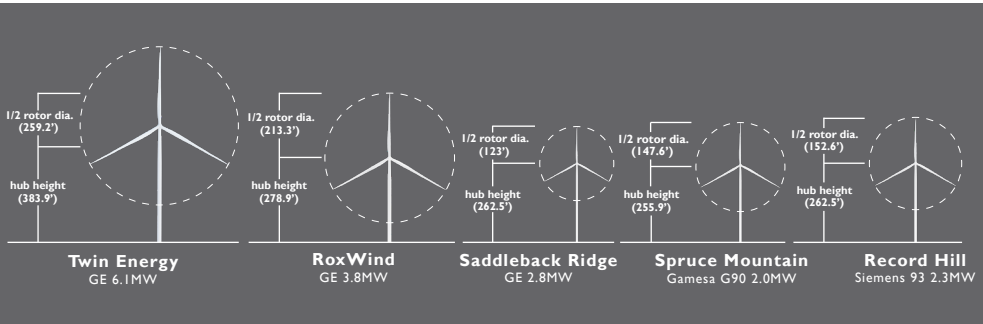 1/2 rotor dia.
(259.2')
hub height
(383.9')
Twin Energy
GE 6.1MW
1/2 rotor dia.
(213.3')
hub height
(278.9')
RoxWind
GE 3.8MW
1/2 rotor dia.
(123')
hub height
(262.5')
Saddleback Ridge
GE 2.8MW
1/2 rotor dia.
(147.6')
hub height
(255.9')
Spruce Mountain
Gamesa G90 2.0MW
1/2 rotor dia.
(152.6')
hub height
(262.5')
Record Hill
Siemens 93 2.3MW